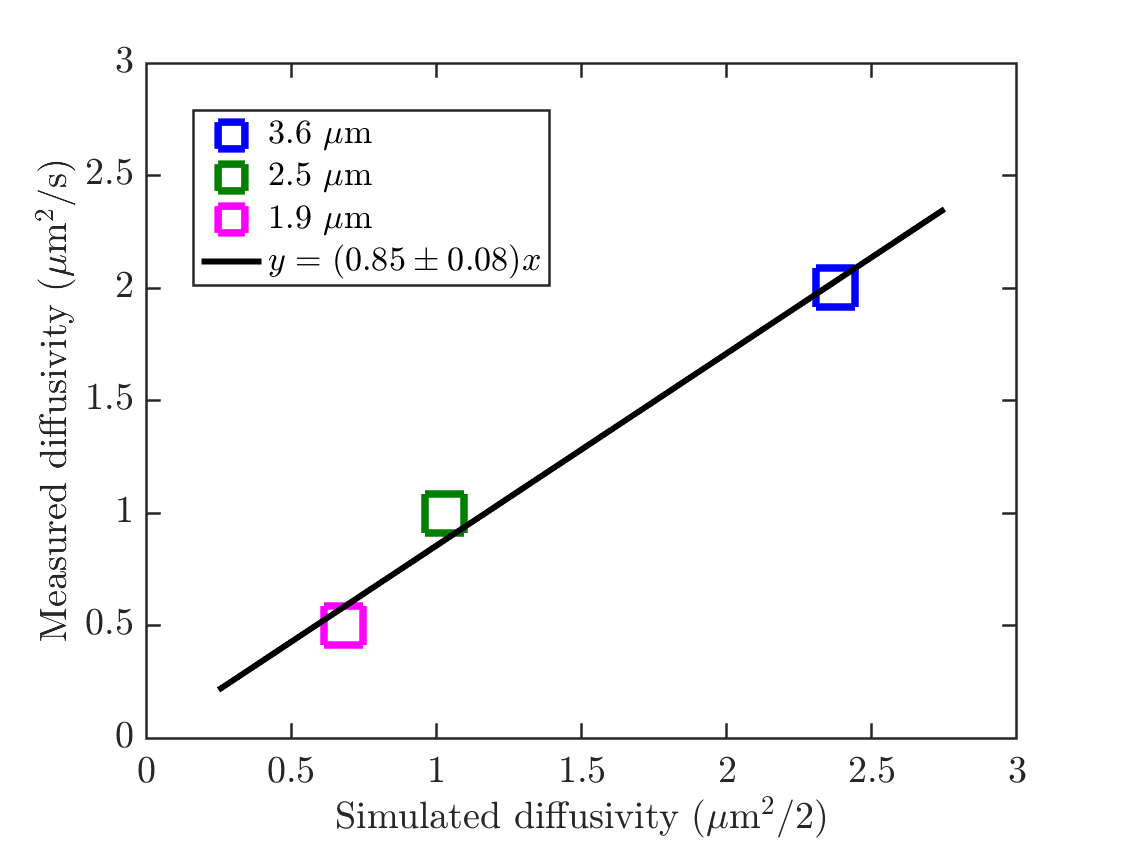 3
2.5
2
1.5
1
0.5
0
Measured diffusivity (μm²/s)
3.6 μm
2.5 μm
1.9 μm
y = (0.85 ± 0.08)x
0 0.5 1 1.5 2 2.5 3
Simulated diffusivity (μm²/2)